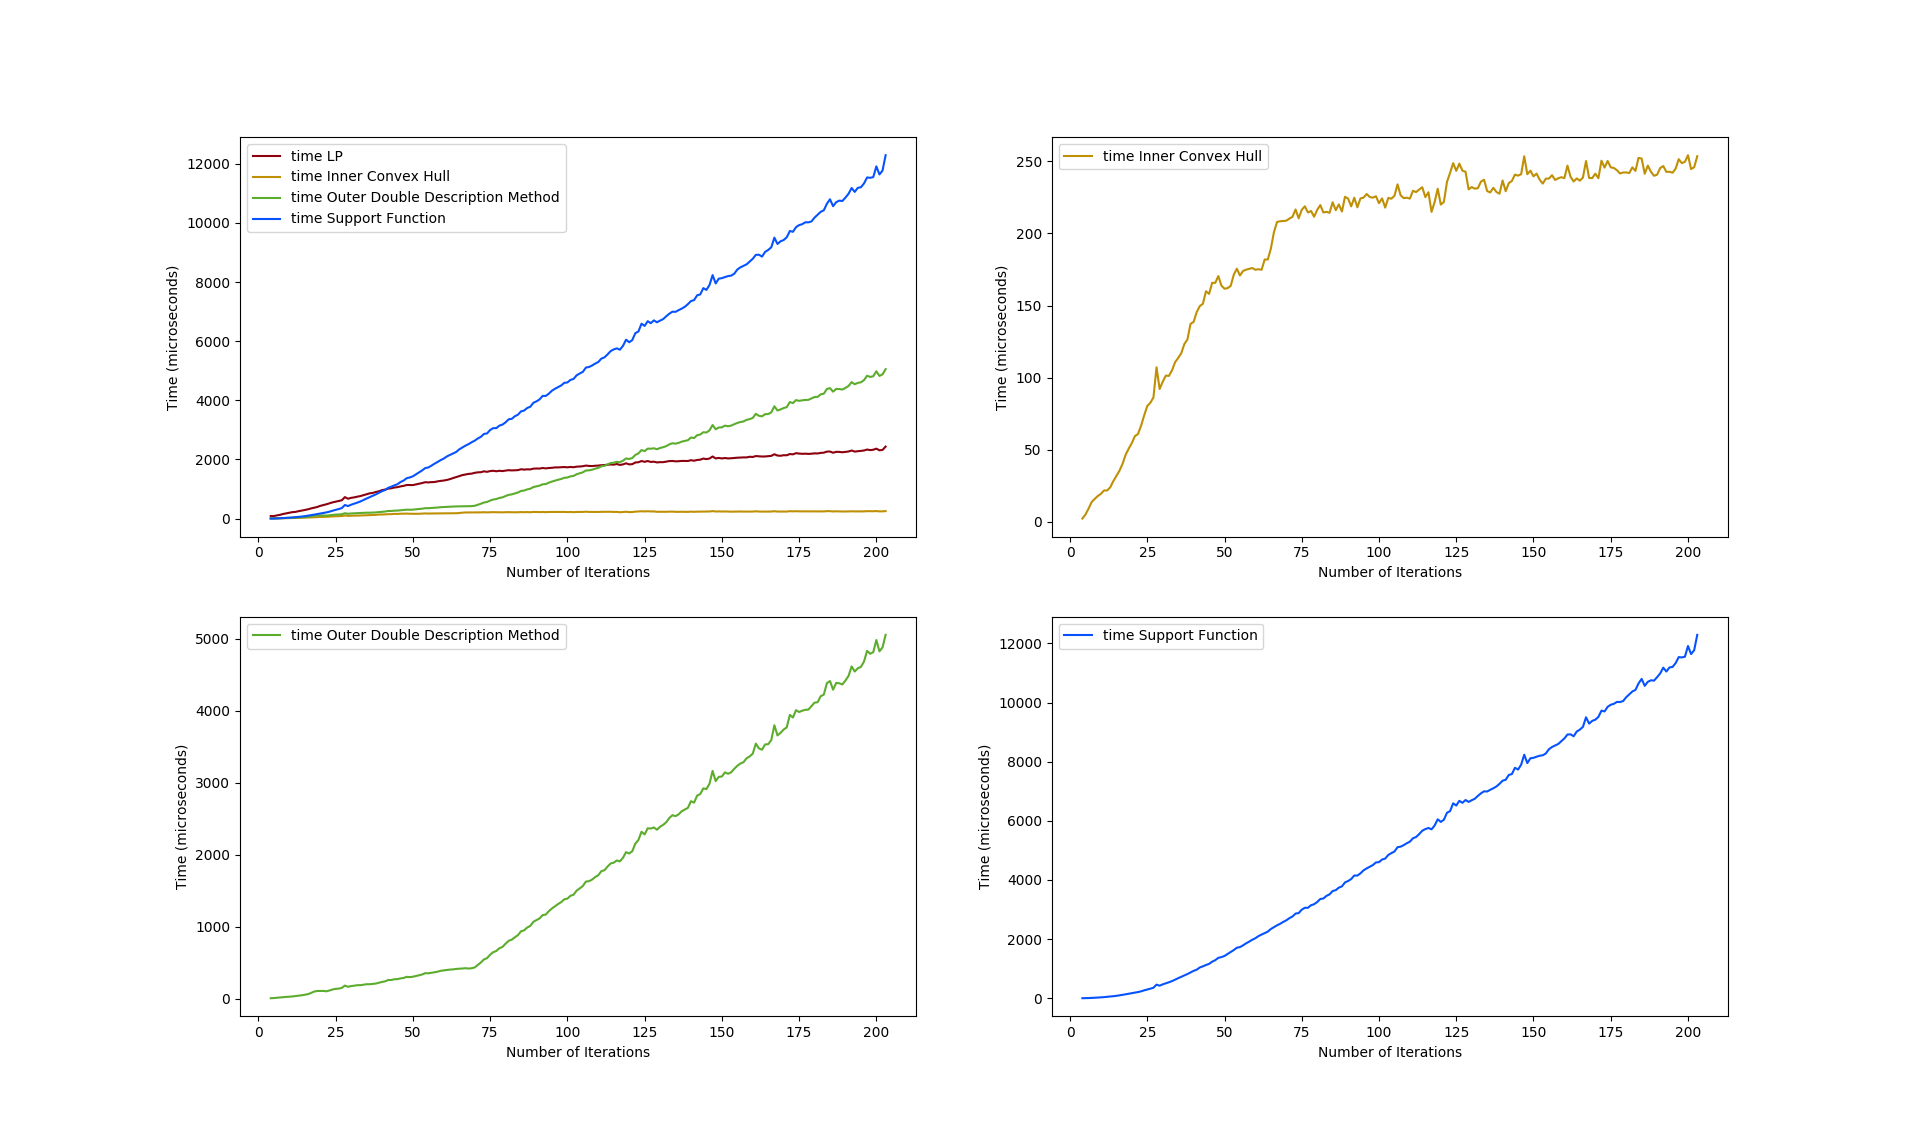 time LP
time Inner Convex Hull
time Outer Double Description Method
time Support Function
12000
10000
8000
6000
4000
2000
0
Time (microseconds)
0 25 50 75 100 125 150 175 200
Number of Iterations
time Inner Convex Hull
250
200
150
100
50
0
Time (microseconds)
0 25 50 75 100 125 150 175 200
Number of Iterations
time Outer Double Description Method
5000
4000
3000
2000
1000
0
Time (microseconds)
0 25 50 75 100 125 150 175 200
Number of Iterations
time Support Function
12000
10000
8000
6000
4000
2000
0
Time (microseconds)
0 25 50 75 100 125 150 175 200
Number of Iterations